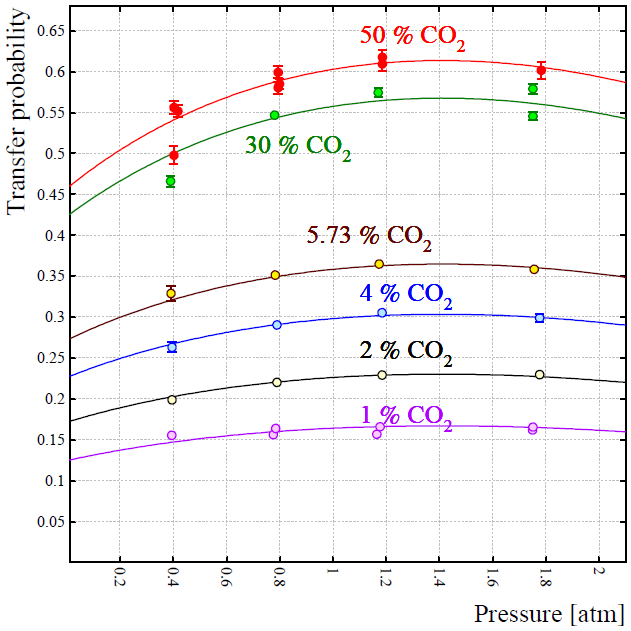 Transfer probability
0.65
0.6
0.55
0.5
0.45
0.4
0.35
0.3
0.25
0.2
0.15
0.1
0.05
50 % CO2
30 % CO2
5.73 % CO2
4 % CO2
2 % CO2
1 % CO2
0.2
0.4
0.6
0.8
1
1.2
1.4
1.6
1.8
2
Pressure [atm]